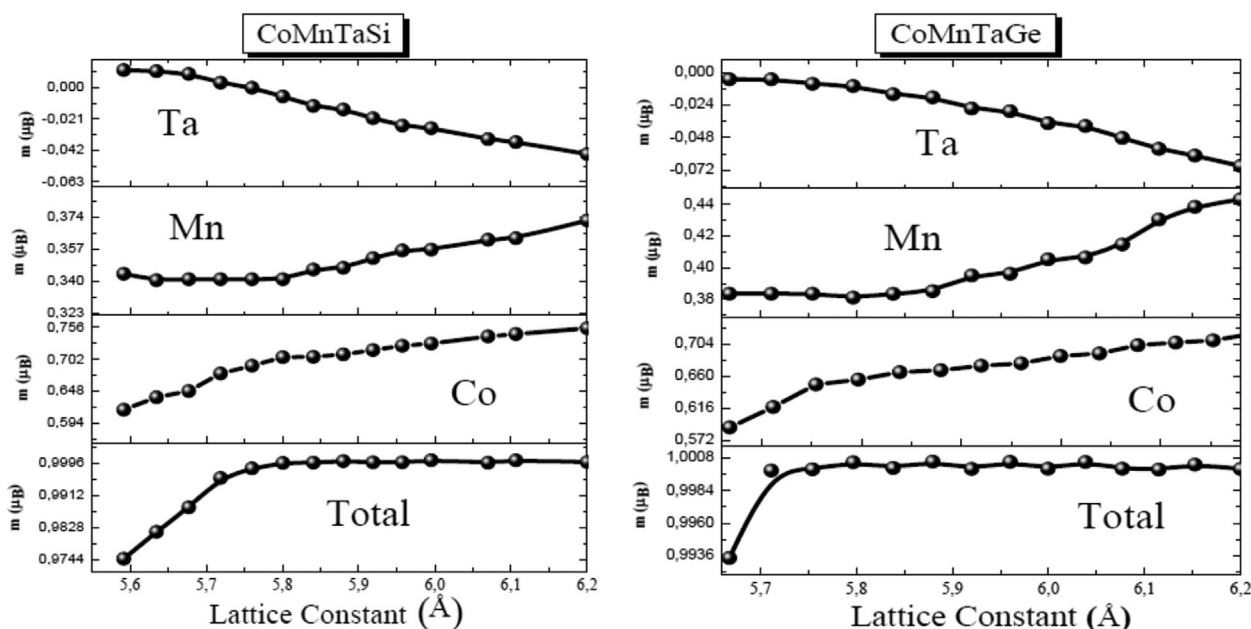 CoMnTaSi
0,000
-0,021
-0,042
-0,063
m (μB)
Ta
0,374
0,357
0,340
0,323
m (μB)
Mn
0,756
0,702
0,648
0,594
m (μB)
Co
0,9996
0,9912
0,9828
0,9744
m (μB)
Total
5,6 5,7 5,8 5,9 6,0 6,1 6,2
Lattice Constant (Å)
CoMnTaGe
0,000
-0,024
-0,048
-0,072
m (μB)
Ta
0,44
0,42
0,40
0,38
m (μB)
Mn
0,704
0,660
0,616
0,572
m (μB)
Co
1,0008
0,9984
0,9960
0,9936
m (μB)
Total
5,7 5,8 5,9 6,0 6,1 6,2
Lattice Constant (Å)